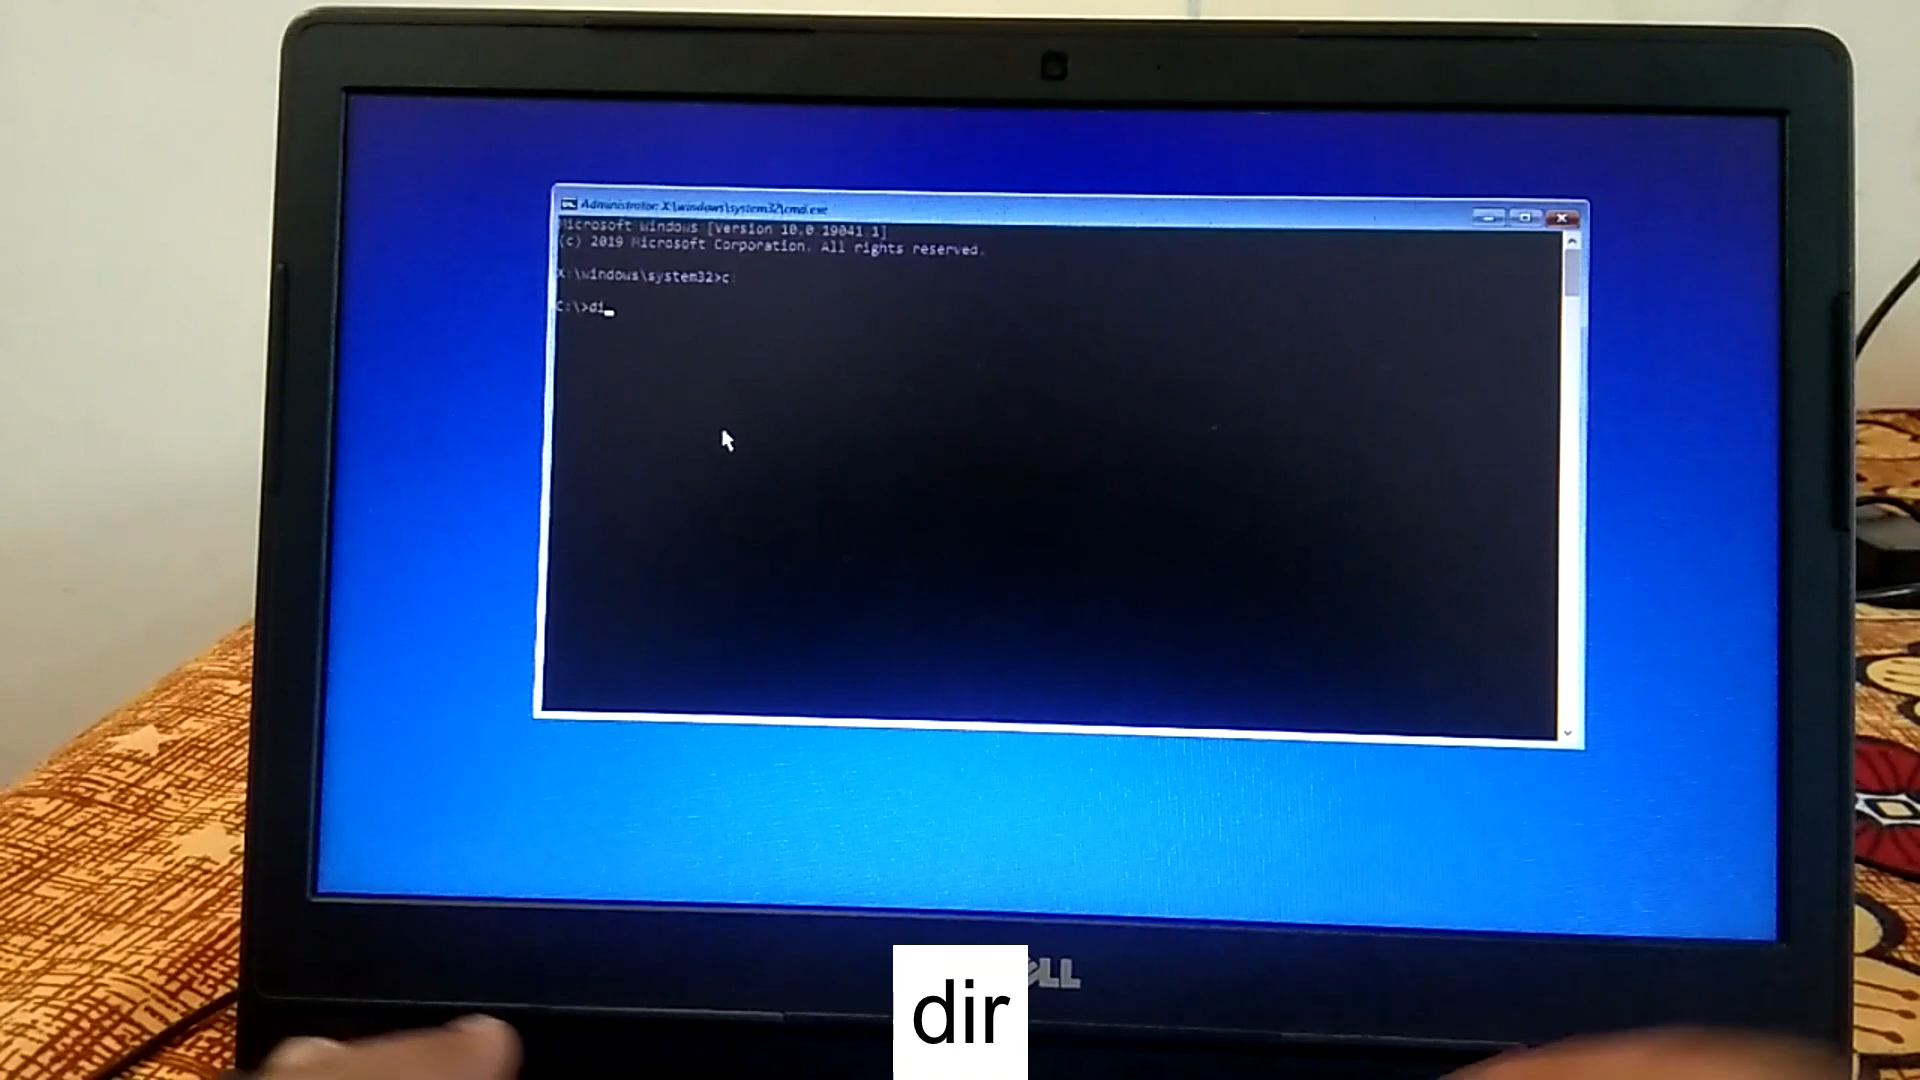 Administrator: X:\windows\system32\cmd.exe
Microsoft Windows [Version 10.0.19041.1]
(c) 2019 Microsoft Corporation. All rights reserved.
X:\windows\system32>c:
C:\>di
dir